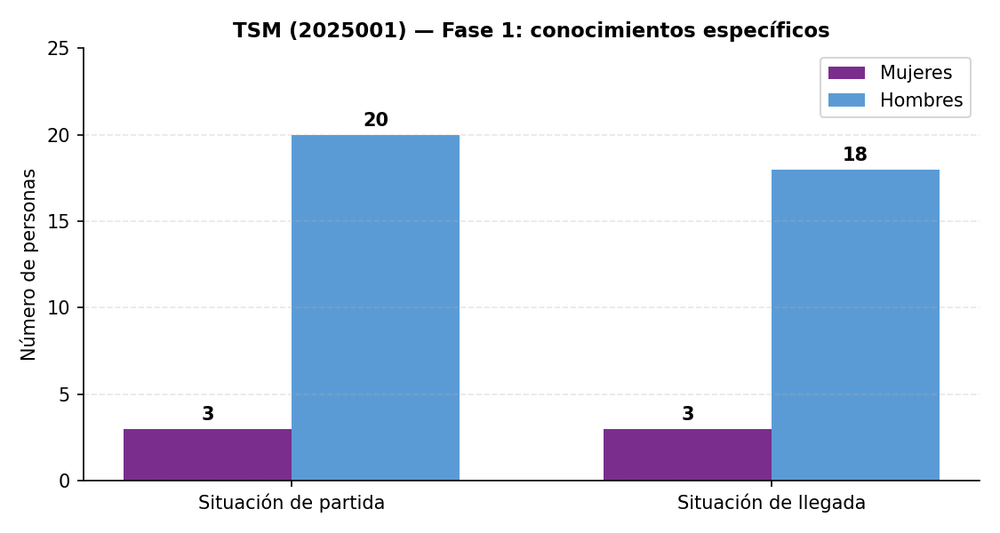 TSM (2025001) — Fase 1: conocimientos específicos
Mujeres
Hombres
Número de personas
25
20
15
10
5
0
3
20
3
18
Situación de partida
Situación de llegada